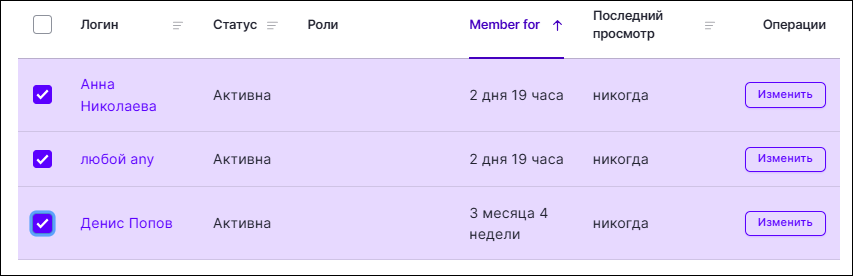 Логин Статус Роли Member for Последний просмотр Операции
Анна Николаева Активна 2 дня 19 часа никогда Изменить
любой any Активна 2 дня 19 часа никогда Изменить
Денис Попов Активна 3 месяца 4 недели никогда Изменить